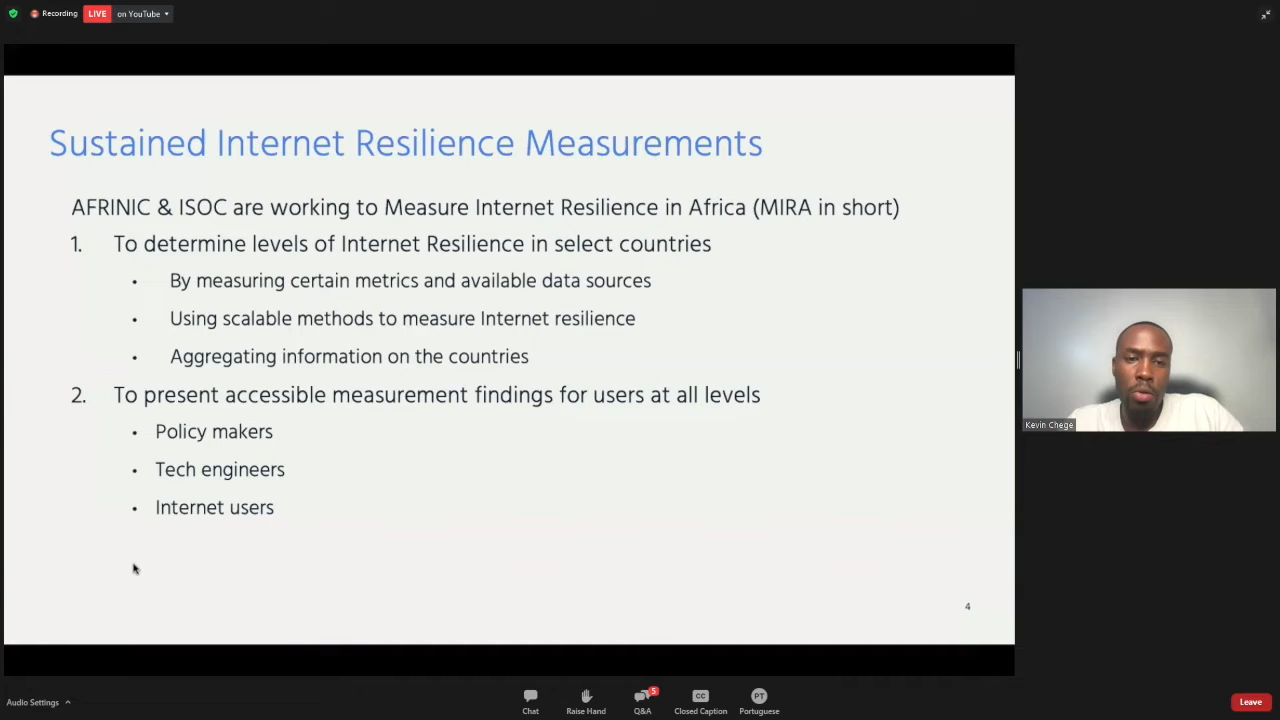 Recording
LIVE
on YouTube
Sustained Internet Resilience Measurements
AFRINIC & ISOC are working to Measure Internet Resilience in Africa (MIRA in short)
1. To determine levels of Internet Resilience in select countries
• By measuring certain metrics and available data sources
• Using scalable methods to measure Internet resilience
• Aggregating information on the countries
2. To present accessible measurement findings for users at all levels
• Policy makers
• Tech engineers
• Internet users
4
Kevin Chege
Audio Settings
Chat
Raise Hand
5
Q&A
CC
Closed Caption
PT
Portuguese
Leave